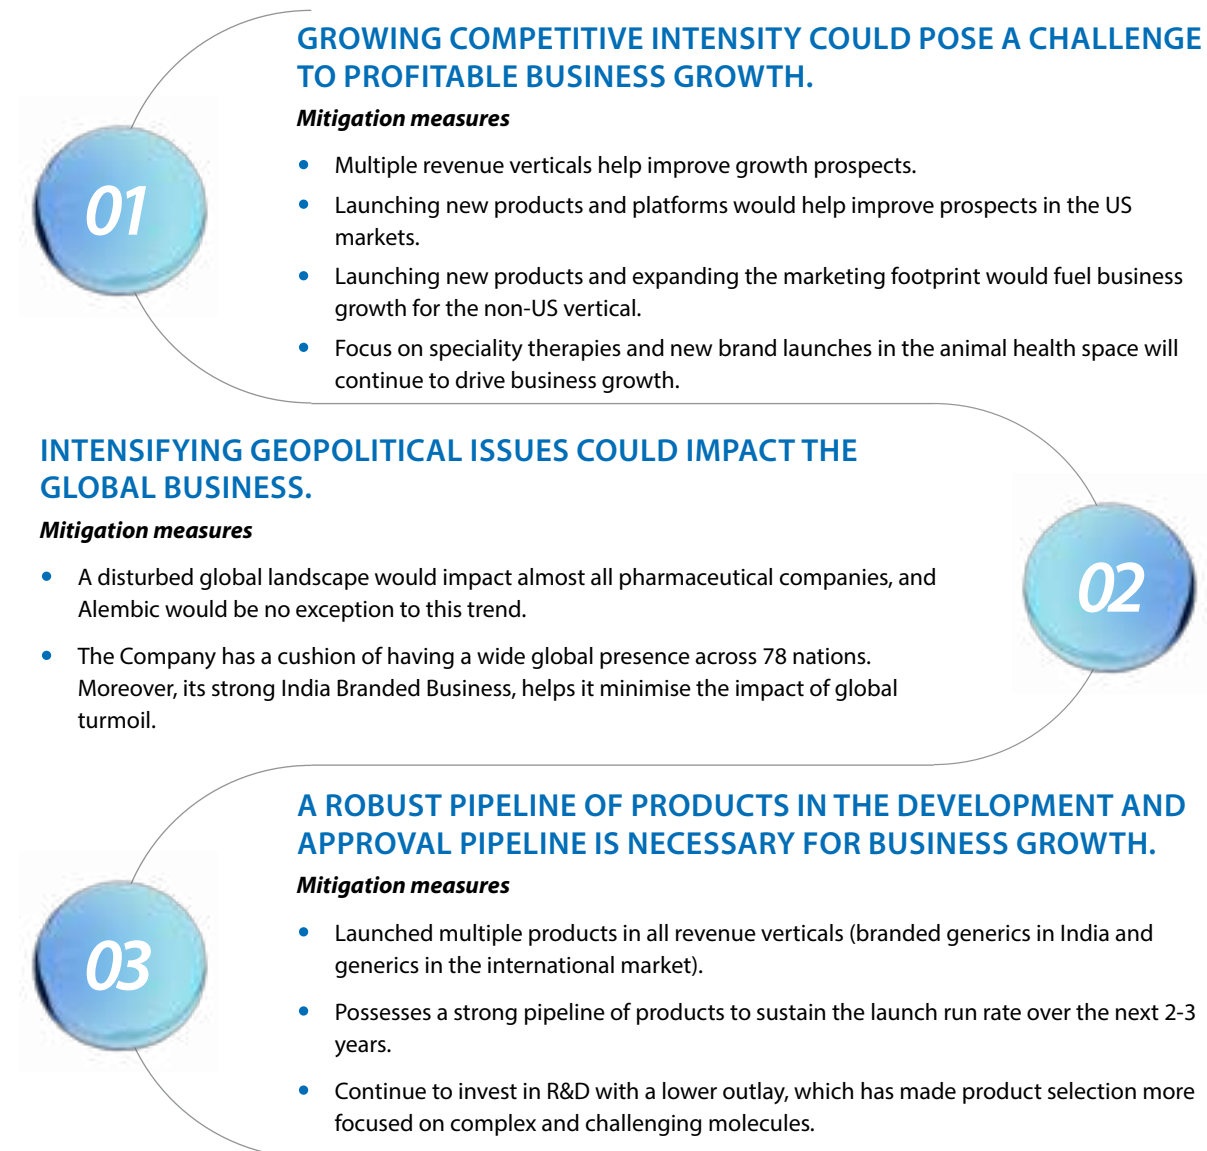 GROWING COMPETITIVE INTENSITY COULD POSE A CHALLENGE
TO PROFITABLE BUSINESS GROWTH.
Mitigation measures
• Multiple revenue verticals help improve growth prospects.
• Launching new products and platforms would help improve prospects in the US
markets.
• Launching new products and expanding the marketing footprint would fuel business
growth for the non-US vertical.
• Focus on speciality therapies and new brand launches in the animal health space will
continue to drive business growth.
01
INTENSIFYING GEOPOLITICAL ISSUES COULD IMPACT THE
GLOBAL BUSINESS.
Mitigation measures
• A disturbed global landscape would impact almost all pharmaceutical companies, and
Alembic would be no exception to this trend.
• The Company has a cushion of having a wide global presence across 78 nations.
Moreover, its strong India Branded Business, helps it minimise the impact of global
turmoil.
02
A ROBUST PIPELINE OF PRODUCTS IN THE DEVELOPMENT AND
APPROVAL PIPELINE IS NECESSARY FOR BUSINESS GROWTH.
Mitigation measures
• Launched multiple products in all revenue verticals (branded generics in India and
generics in the international market).
• Possesses a strong pipeline of products to sustain the launch run rate over the next 2-3
years.
• Continue to invest in R&D with a lower outlay, which has made product selection more
focused on complex and challenging molecules.
03